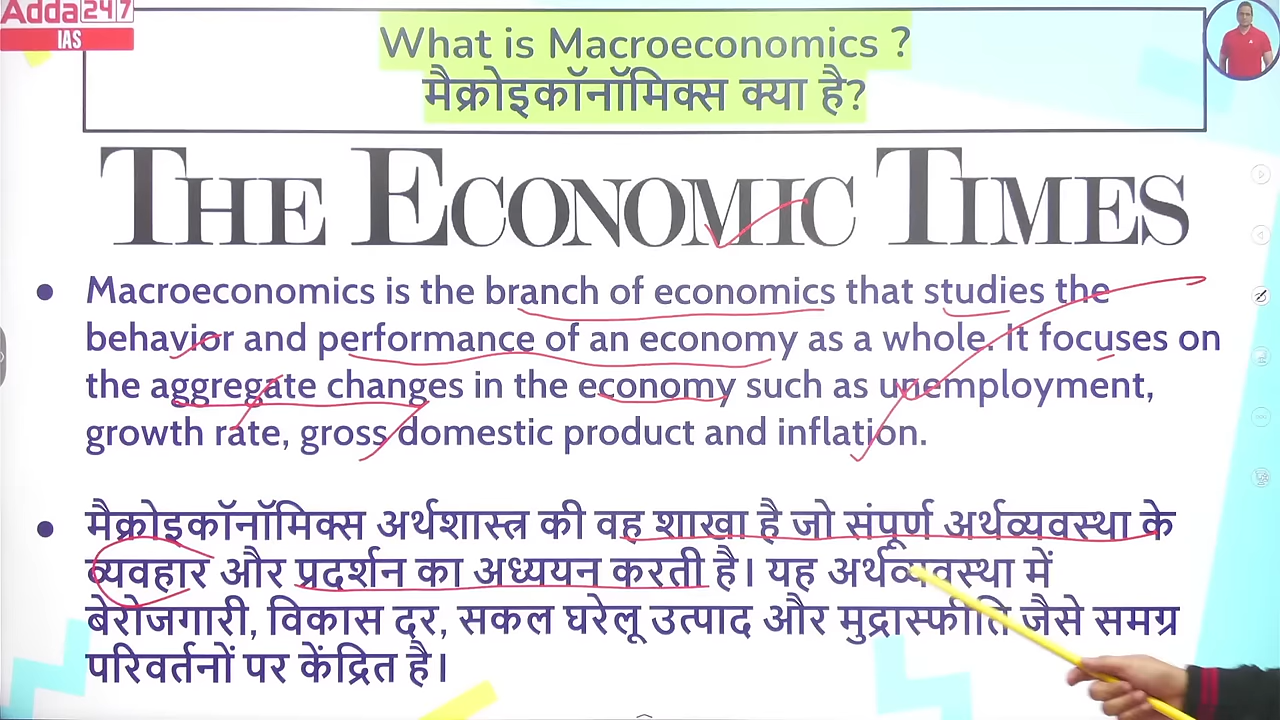 Adda247
IAS
What is Macroeconomics ?
मैक्रोइकॉनॉमिक्स क्या है?
THE ECONOMIC TIMES
● Macroeconomics is the branch of economics that studies the
behavior and performance of an economy as a whole. It focuses on
the aggregate changes in the economy such as unemployment,
growth rate, gross domestic product and inflation.
● मैक्रोइकॉनॉमिक्स अर्थशास्त्र की वह शाखा है जो संपूर्ण अर्थव्यवस्था के
व्यवहार और प्रदर्शन का अध्ययन करती है। यह अर्थव्यवस्था में
बेरोजगारी, विकास दर, सकल घरेलू उत्पाद और मुद्रास्फीति जैसे समग्र
परिवर्तनों पर केंद्रित है।